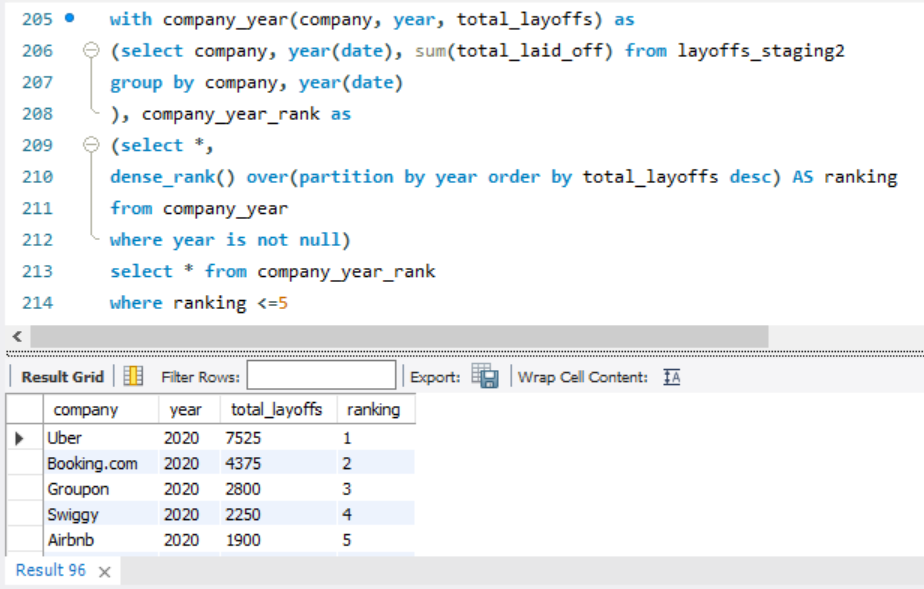 205 with company_year(company, year, total_layoffs) as
206 (select company, year(date), sum(total_laid_off) from layoffs_staging2
207 group by company, year(date)
208 ), company_year_rank as
209 (select *,
210 dense_rank() over(partition by year order by total_layoffs desc) AS ranking
211 from company_year
212 where year is not null)
213 select * from company_year_rank
214 where ranking <=5
Result Grid Filter Rows: Export: Wrap Cell Content: IA
company year total_layoffs ranking
Uber 2020 7525 1
Booking.com 2020 4375 2
Groupon 2020 2800 3
Swiggy 2020 2250 4
Airbnb 2020 1900 5
Result 96 ×